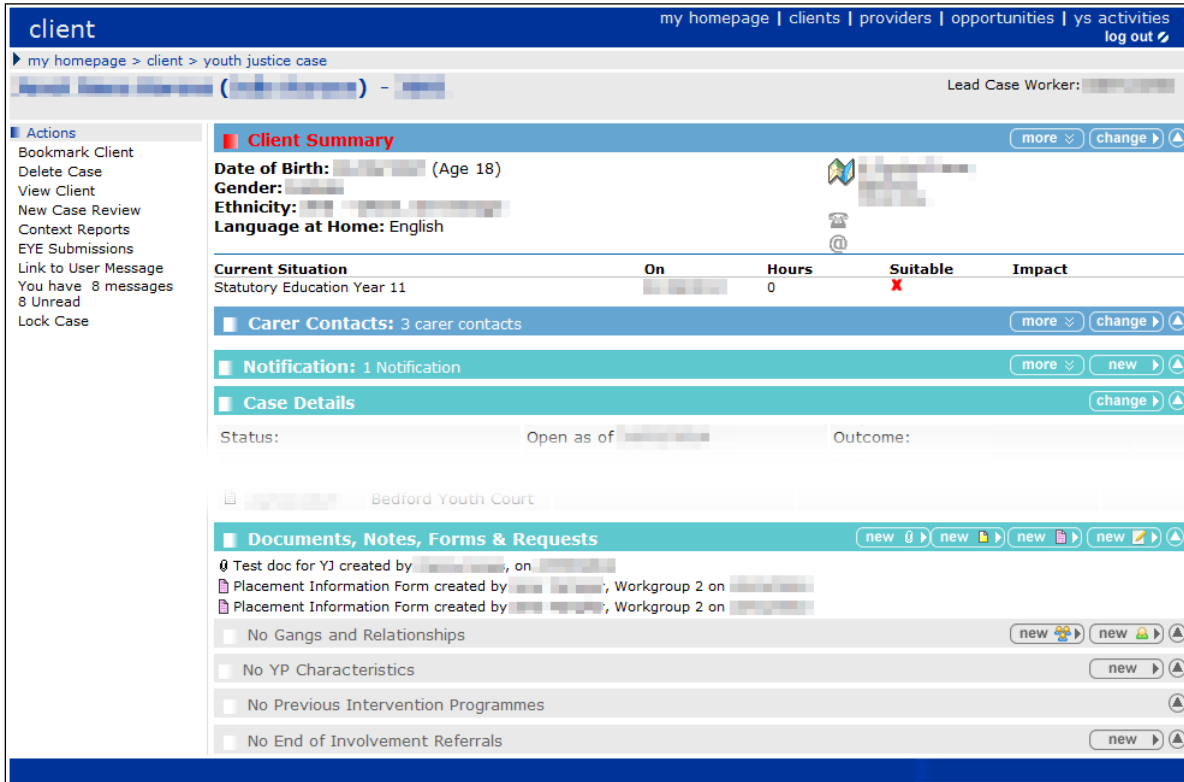 client
my homepage | clients | providers | opportunities | ys activities
log out
my homepage > client > youth justice case
( ) -
Lead Case Worker:
Actions
Bookmark Client
Delete Case
View Client
New Case Review
Context Reports
EYE Submissions
Link to User Message
You have 8 messages
8 Unread
Lock Case
Client Summary
more change
Date of Birth: (Age 18)
Gender:
Ethnicity:
Language at Home: English
@
Current Situation On Hours Suitable Impact
Statutory Education Year 11 0 X
Carer Contacts: 3 carer contacts
more change
Notification: 1 Notification
more new
Case Details
change
Status: Open as of Outcome:
Bedford Youth Court
Documents, Notes, Forms & Requests
new new new new
Test doc for YJ created by , on
Placement Information Form created by , Workgroup 2 on
Placement Information Form created by , Workgroup 2 on
No Gangs and Relationships
new new
No YP Characteristics
new
No Previous Intervention Programmes
No End of Involvement Referrals
new